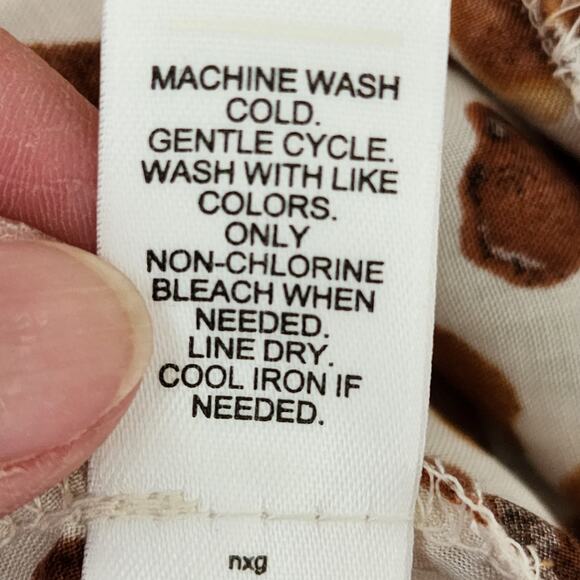 MACHINE WASH
COLD.
GENTLE CYCLE.
WASH WITH LIKE
COLORS.
ONLY
NON-CHLORINE
BLEACH WHEN
NEEDED.
LINE DRY.
COOL IRON IF
NEEDED.
nxg